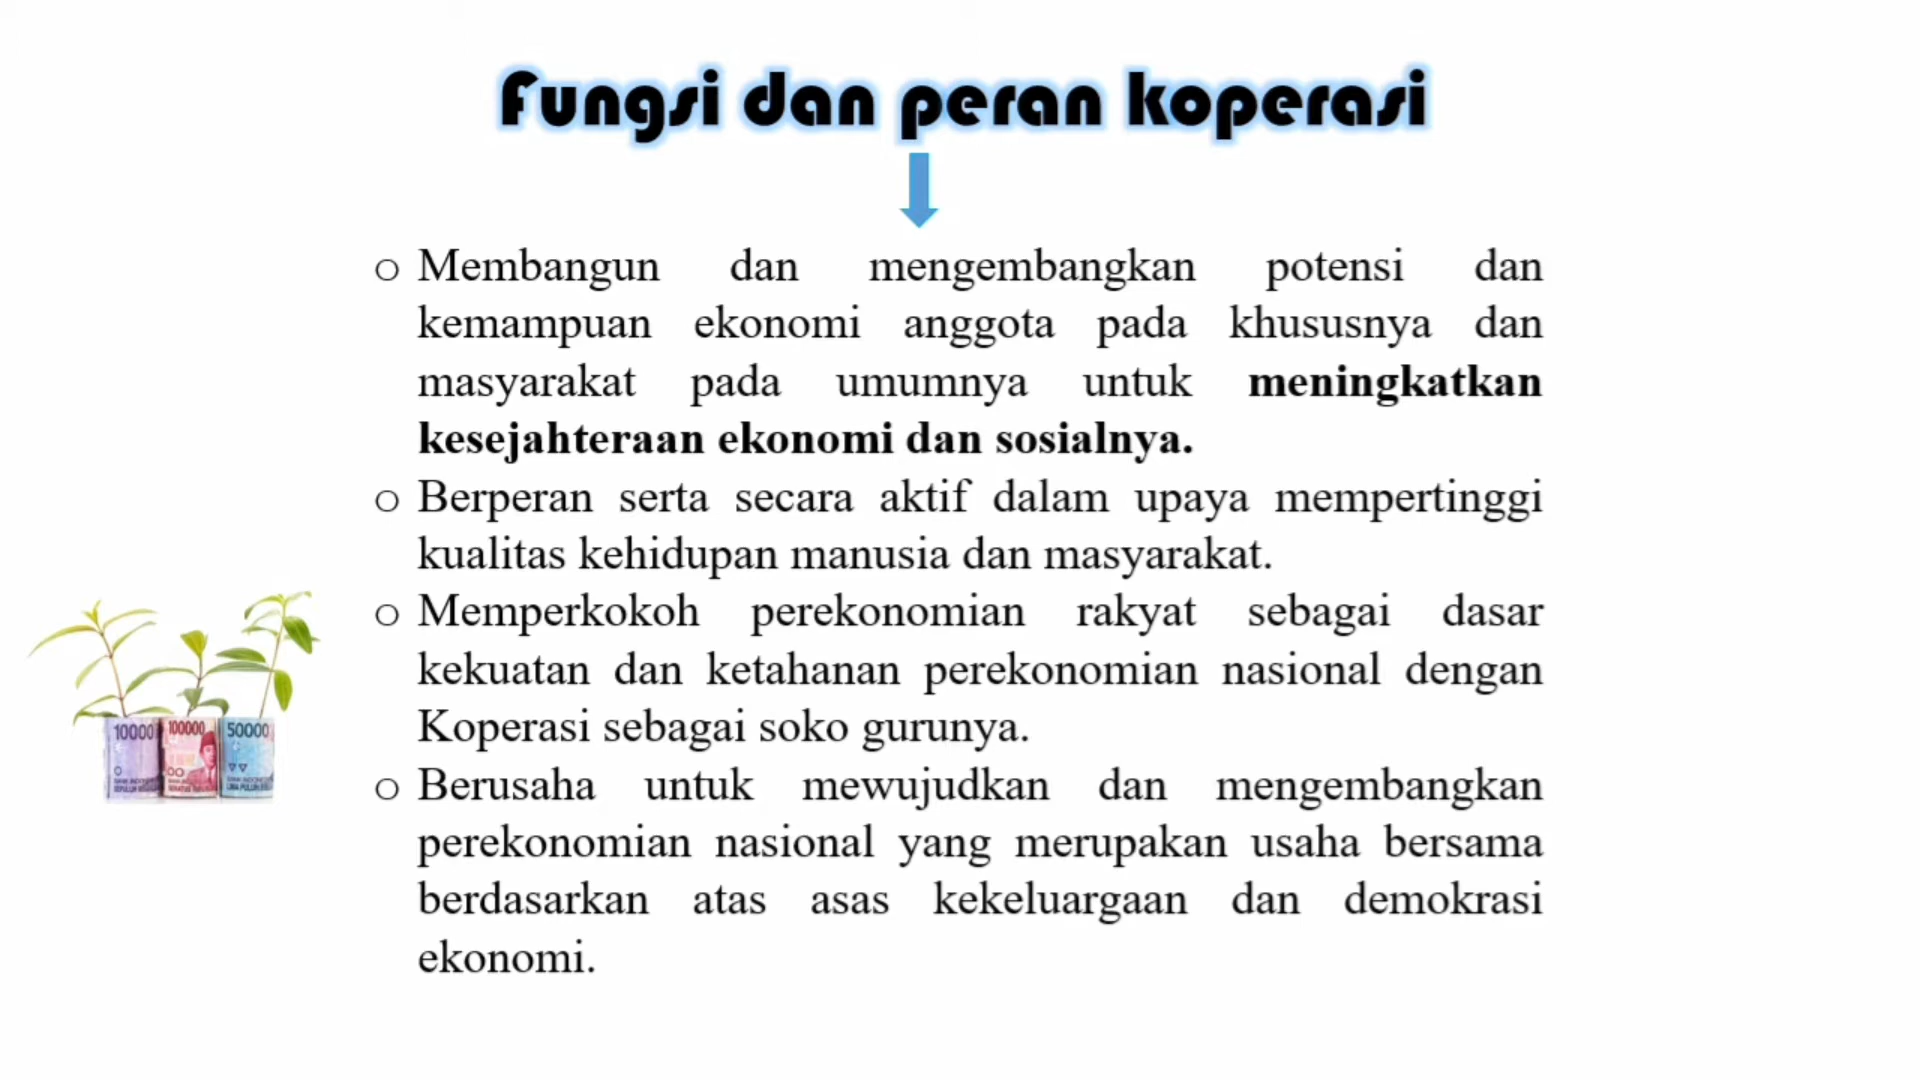 Fungsi dan peran koperasi
o Membangun dan mengembangkan potensi dan
kemampuan ekonomi anggota pada khususnya dan
masyarakat pada umumnya untuk meningkatkan
kesejahteraan ekonomi dan sosialnya.
o Berperan serta secara aktif dalam upaya mempertinggi
kualitas kehidupan manusia dan masyarakat.
o Memperkokoh perekonomian rakyat sebagai dasar
kekuatan dan ketahanan perekonomian nasional dengan
Koperasi sebagai soko gurunya.
o Berusaha untuk mewujudkan dan mengembangkan
perekonomian nasional yang merupakan usaha bersama
berdasarkan atas asas kekeluargaan dan demokrasi
ekonomi.
10000 100000 50000